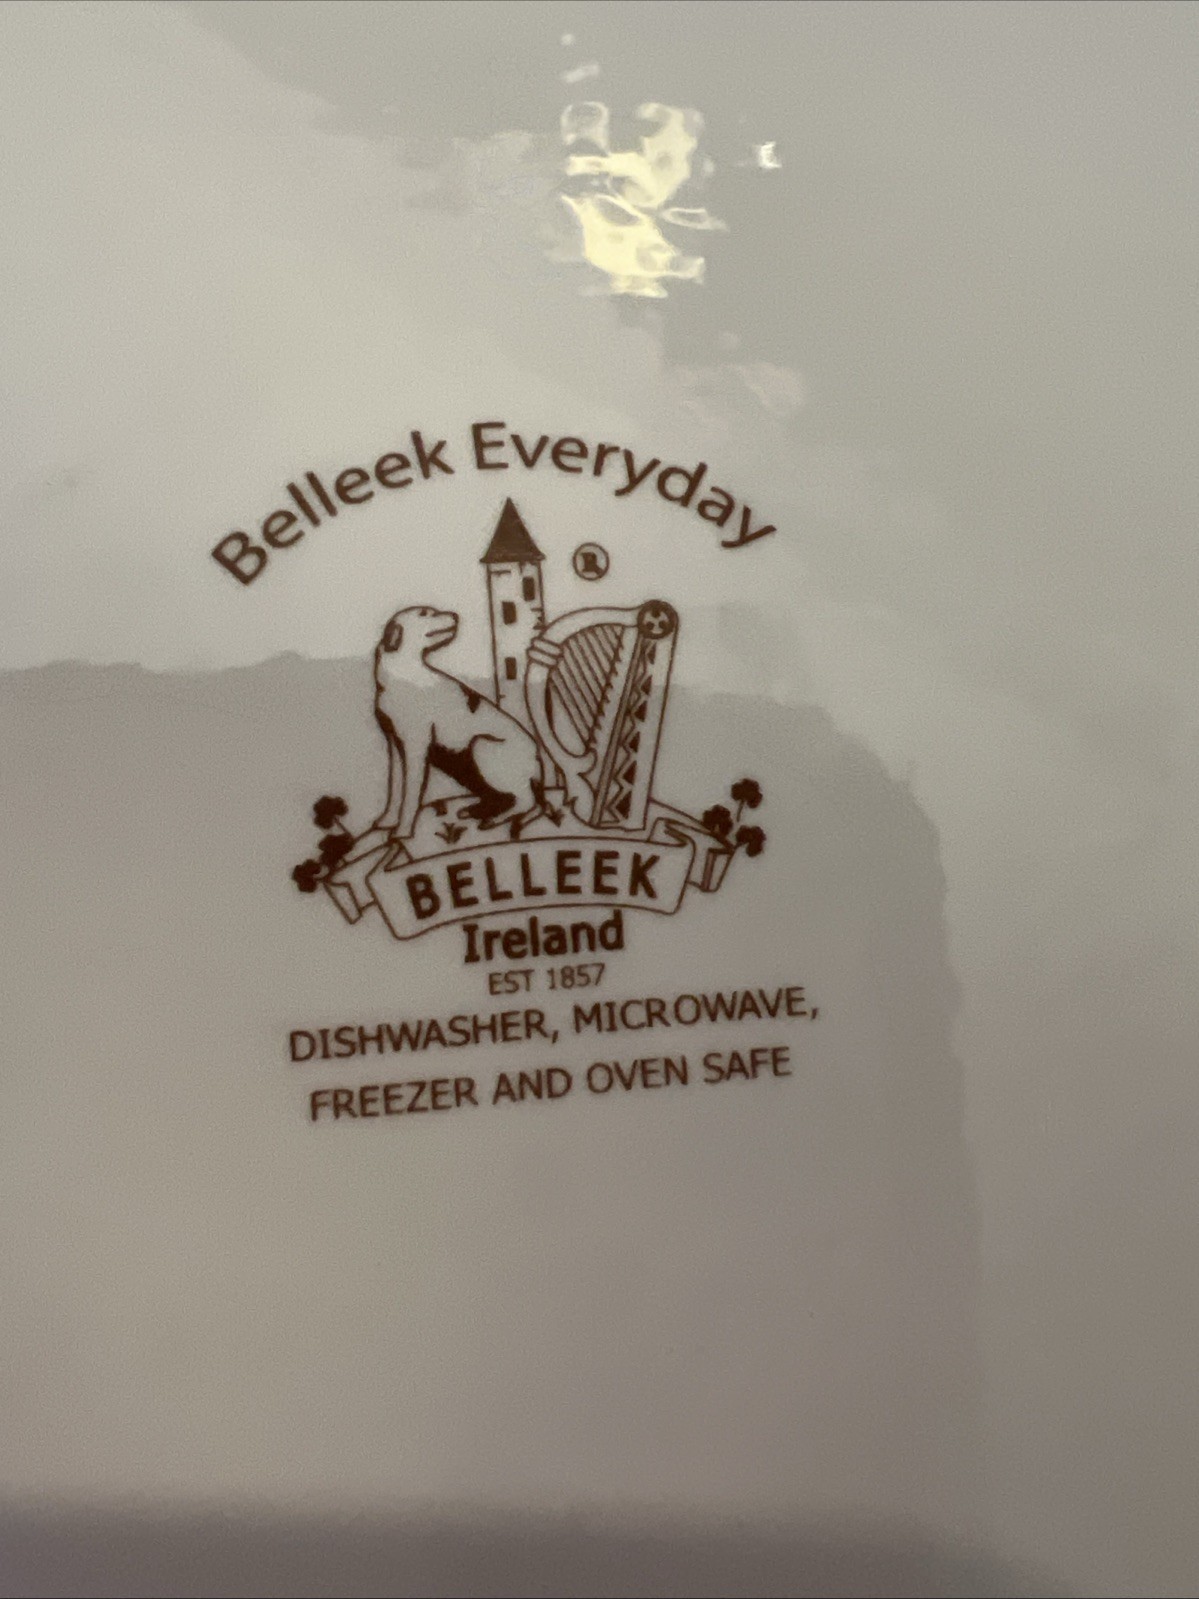 Belleek Everyday
®
BELLEEK
Ireland
EST 1857
DISHWASHER, MICROWAVE,
FREEZER AND OVEN SAFE